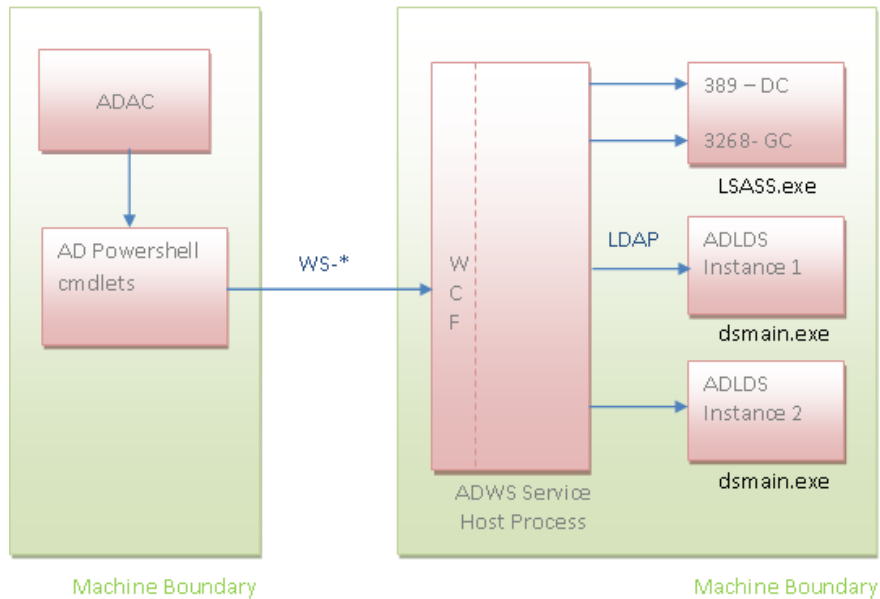 ADAC
AD Powershell
cmdlets
WS-*
W
C
F
ADWS Service
Host Process
389 – DC
3268- GC
LSASS.exe
LDAP
ADLDS
Instance 1
dsmain.exe
ADLDS
Instance 2
dsmain.exe
Machine Boundary
Machine Boundary